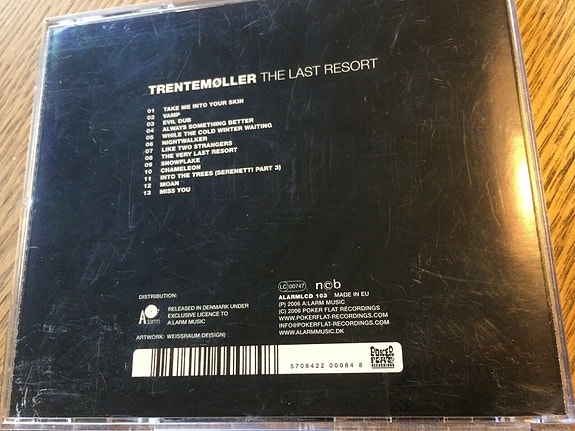 TRENTEMØLLER THE LAST RESORT
01 TAKE ME INTO YOUR SKIN
02 VAMP
03 EVIL DUB
04 ALWAYS SOMETHING BETTER
05 WHILE THE COLD WINTER WAITING
06 NIGHTWALKER
07 LIKE TWO STRANGERS
08 THE VERY LAST RESORT
09 SNOWFLAKE
10 CHAMELEON
11 INTO THE TREES (SERENETTI PART 3)
12 MOAN
13 MISS YOU
DISTRIBUTION:
A:larm
RELEASED IN DENMARK UNDER
EXCLUSIVE LICENCE TO
A:LARM MUSIC
ARTWORK: WEISSRAUM DE(SIGN)
LC 00747 n©b
ALARMLCD 103 MADE IN EU
(P) 2006 A:LARM MUSIC
(C) 2006 POKER FLAT RECORDINGS
WWW.POKERFLAT-RECORDINGS.COM
INFO@POKERFLAT-RECORDINGS.COM
WWW.ALARMMUSIC.DK
5708422 00084 8
POKER
FLAT
RECORDINGS